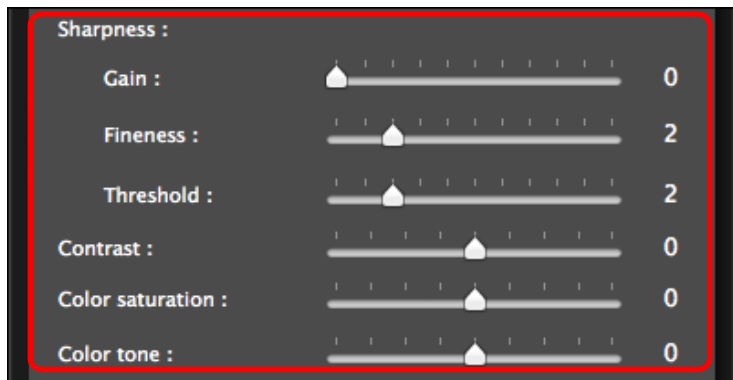 Sharpness :
Gain : 0
Fineness : 2
Threshold : 2
Contrast : 0
Color saturation : 0
Color tone : 0